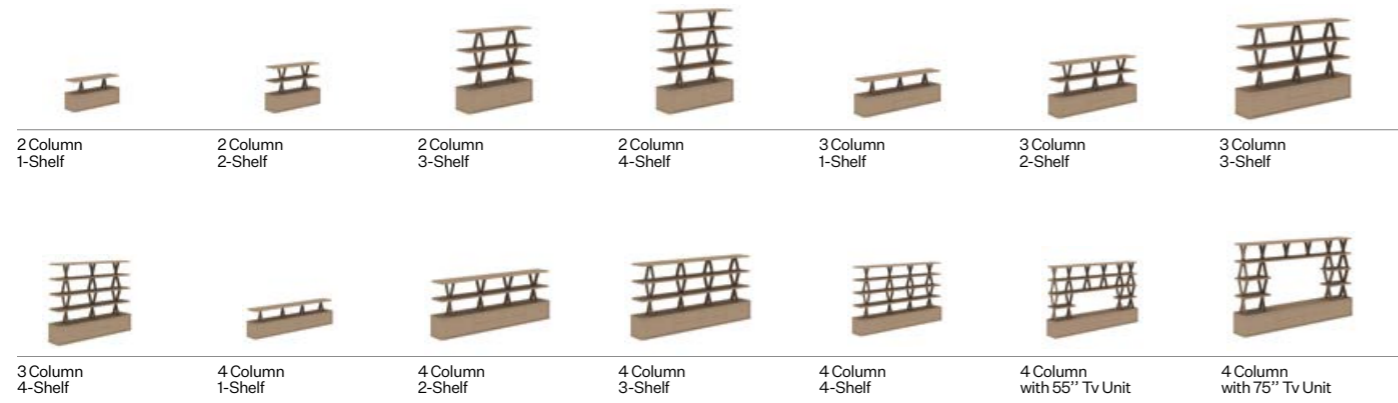 2 Column
1-Shelf
2 Column
2-Shelf
2 Column
3-Shelf
2 Column
4-Shelf
3 Column
1-Shelf
3 Column
2-Shelf
3 Column
3-Shelf
3 Column
4-Shelf
4 Column
1-Shelf
4 Column
2-Shelf
4 Column
3-Shelf
4 Column
4-Shelf
4 Column
with 55’’ Tv Unit
4 Column
with 75’’ Tv Unit